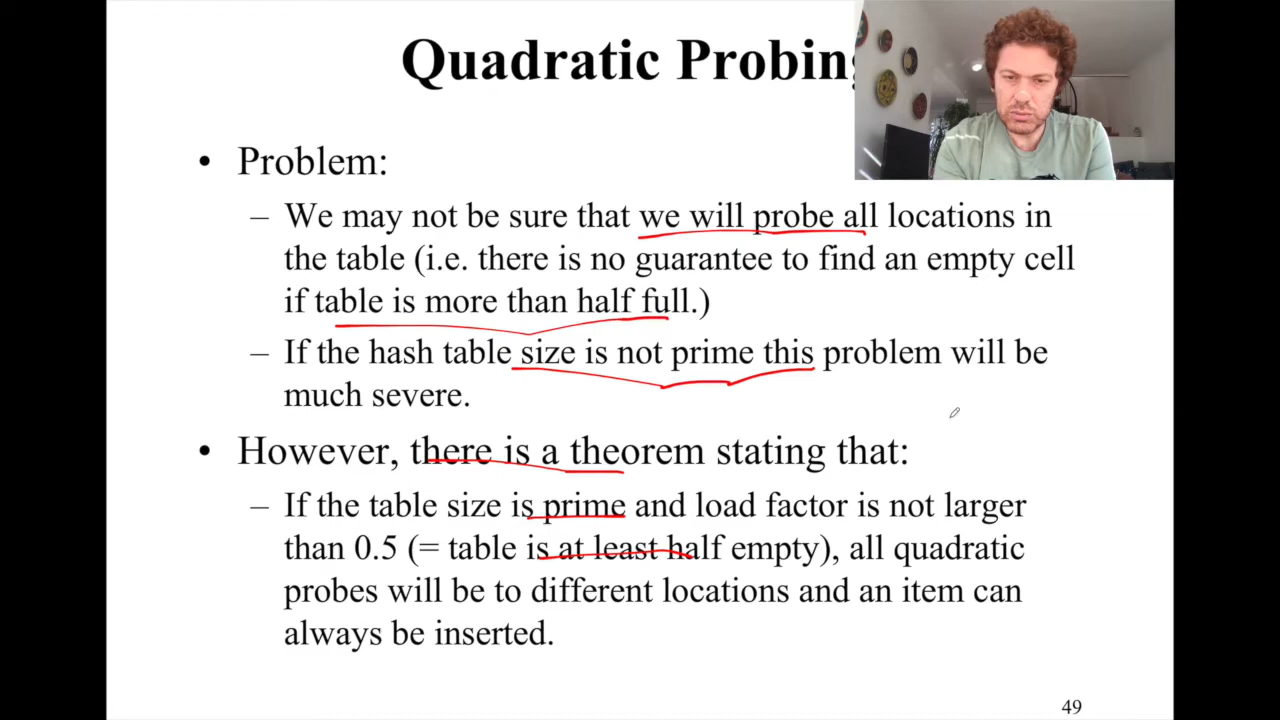 Quadratic Probing
• Problem:
– We may not be sure that we will probe all locations in
the table (i.e. there is no guarantee to find an empty cell
if table is more than half full.)
– If the hash table size is not prime this problem will be
much severe.
• However, there is a theorem stating that:
– If the table size is prime and load factor is not larger
than 0.5 (= table is at least half empty), all quadratic
probes will be to different locations and an item can
always be inserted.
49